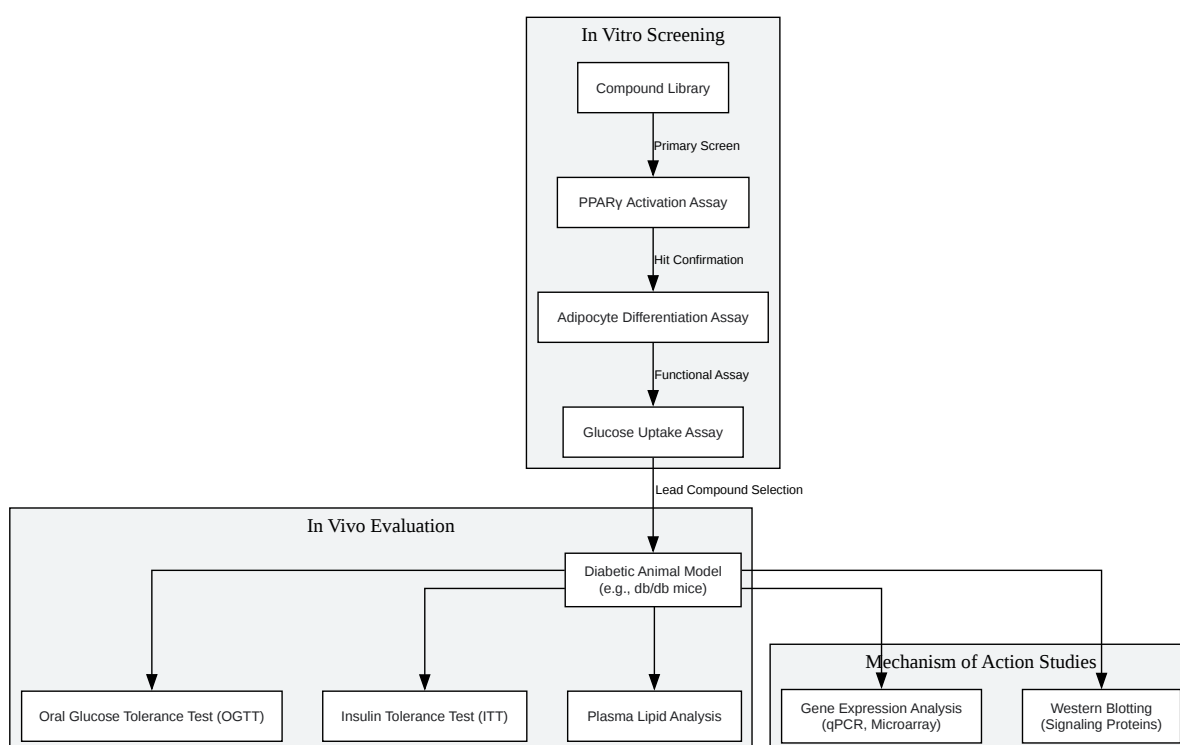 In Vitro Screening
Compound Library
Primary Screen
PPARγ Activation Assay
Hit Confirmation
Adipocyte Differentiation Assay
Functional Assay
Glucose Uptake Assay
Lead Compound Selection
In Vivo Evaluation
Diabetic Animal Model
(e.g., db/db mice)
Mechanism of Action Studies
Oral Glucose Tolerance Test (OGTT)
Insulin Tolerance Test (ITT)
Plasma Lipid Analysis
Gene Expression Analysis
(qPCR, Microarray)
Western Blotting
(Signaling Proteins)